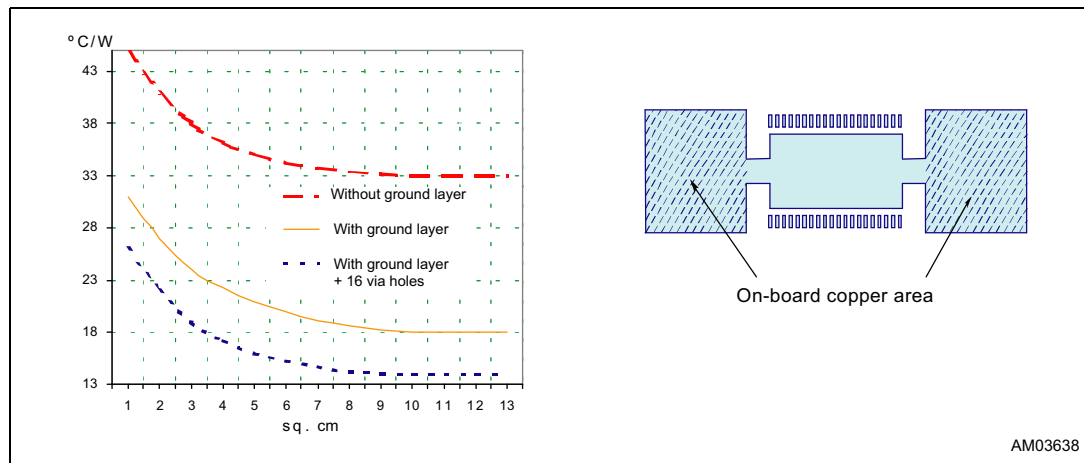 ºC/W
43
38
33
28
23
18
13
1 2 3 4 5 6 7 8 9 10 11 12 13
sq. cm
Without ground layer
With ground layer
With ground layer
+ 16 via holes
On-board copper area
AM03638